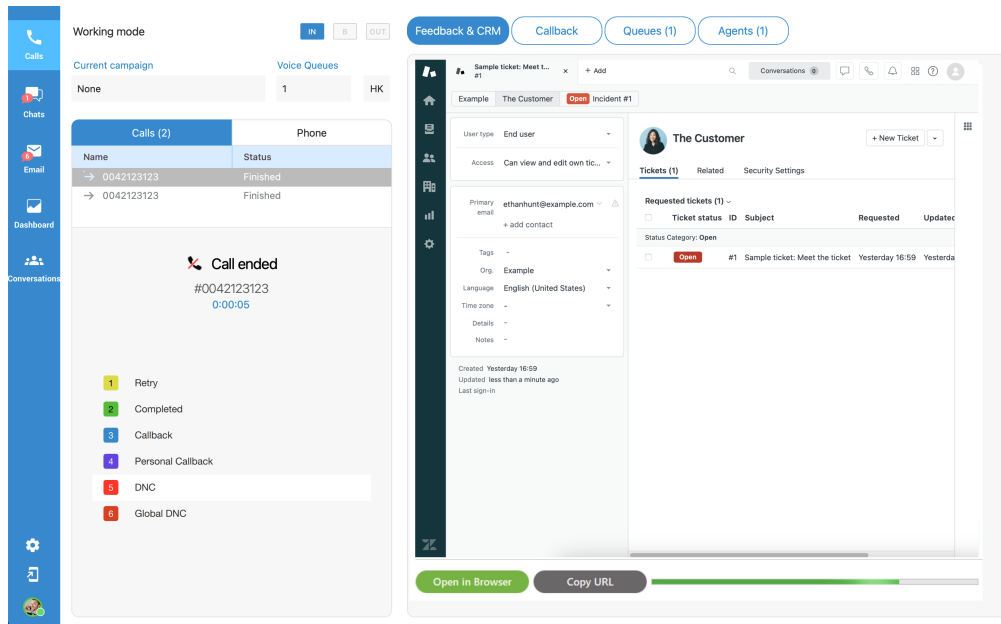 Calls
1
Chats
6
Email
Dashboard
Conversations
Working mode
IN
B
OUT
Current campaign
Voice Queues
None
1
HK
Calls (2)
Phone
Name
Status
0042123123
Finished
0042123123
Finished
Call ended
#0042123123
0:00:05
1 Retry
2 Completed
3 Callback
4 Personal Callback
5 DNC
6 Global DNC
Feedback & CRM
Callback
Queues (1)
Agents (1)
Sample ticket: Meet t...
#1
+ Add
Conversations 0
Example
The Customer
Open Incident #1
User type End user
Access Can view and edit own tic...
Primary
email
ethanhunt@example.com
+ add contact
Tags -
Org. Example
Language English (United States)
Time zone -
Details -
Notes -
Created Yesterday 16:59
Updated less than a minute ago
Last sign-in
The Customer
+ New Ticket
Tickets (1)
Related
Security Settings
Requested tickets (1)
Ticket status ID Subject Requested Updated
Status Category: Open
Open #1 Sample ticket: Meet the ticket Yesterday 16:59 Yesterda
Open in Browser
Copy URL